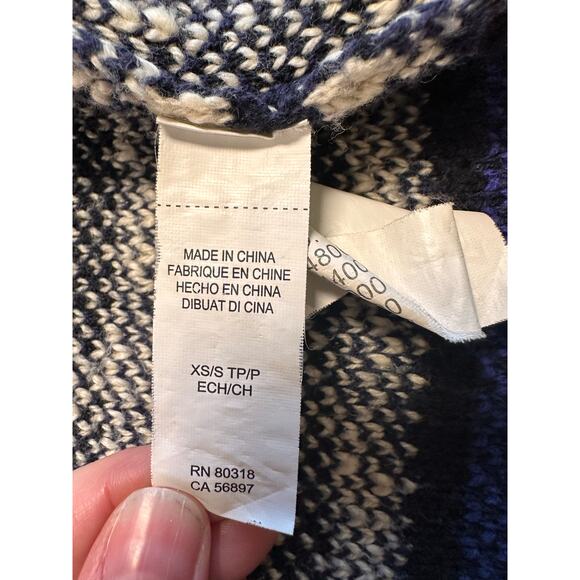 MADE IN CHINA
FABRIQUE EN CHINE
HECHO EN CHINA
DIBUAT DI CINA
XS/S TP/P
ECH/CH
RN 80318
CA 56897